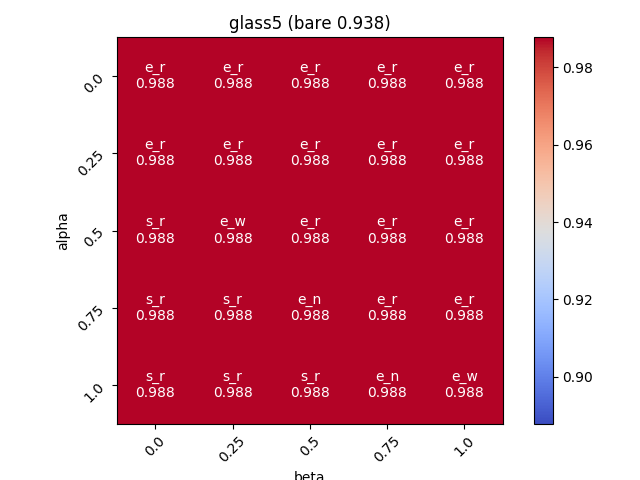 glass5 (bare 0.938)
e_r e_r e_r e_r e_r
0.988 0.988 0.988 0.988 0.988
0.0
e_r e_r e_r e_r e_r
0.988 0.988 0.988 0.988 0.988
0.25
s_r e_w e_r e_r e_r
0.988 0.988 0.988 0.988 0.988
0.5
s_r s_r e_n e_r e_r
0.988 0.988 0.988 0.988 0.988
0.75
s_r s_r s_r e_n e_w
0.988 0.988 0.988 0.988 0.988
1.0
alpha
0.0 0.25 0.5 0.75 1.0
beta
0.98
0.96
0.94
0.92
0.90